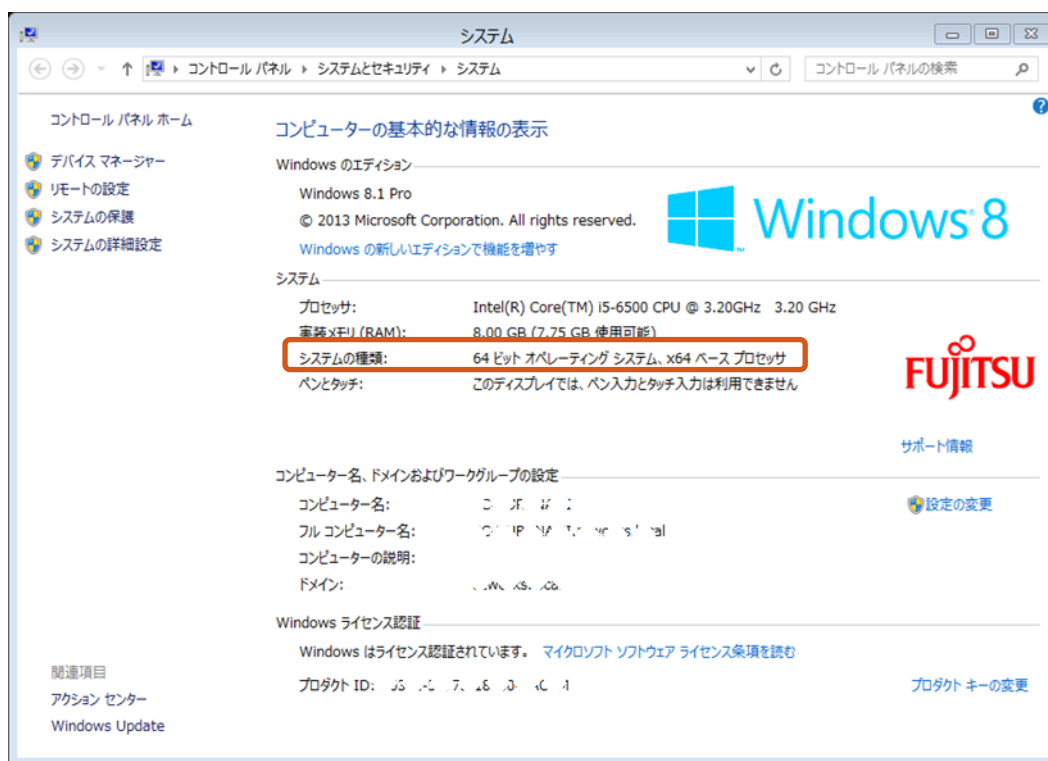 システム
コントロール パネル システムとセキュリティ システム
コントロール パネルの検索
コントロール パネル ホーム
デバイス マネージャー
リモートの設定
システムの保護
システムの詳細設定
コンピューターの基本的な情報の表示
Windows のエディション
Windows 8.1 Pro
© 2013 Microsoft Corporation. All rights reserved.
Windows の新しいエディションで機能を増やす
Windows 8
システム
プロセッサ: Intel(R) Core(TM) i5-6500 CPU @ 3.20GHz 3.20 GHz
実装メモリ (RAM): 8.00 GB (7.75 GB 使用可能)
システムの種類: 64 ビット オペレーティング システム、x64 ベース プロセッサ
ペンとタッチ: このディスプレイでは、ペン入力とタッチ入力は利用できません
FUJITSU
サポート情報
コンピューター名、ドメインおよびワークグループの設定
コンピューター名:
設定の変更
フル コンピューター名:
コンピューターの説明:
ドメイン:
Windows ライセンス認証
Windows はライセンス認証されています。 マイクロソフト ソフトウェア ライセンス条項を読む
プロダクト ID:
プロダクト キーの変更
関連項目
アクション センター
Windows Update